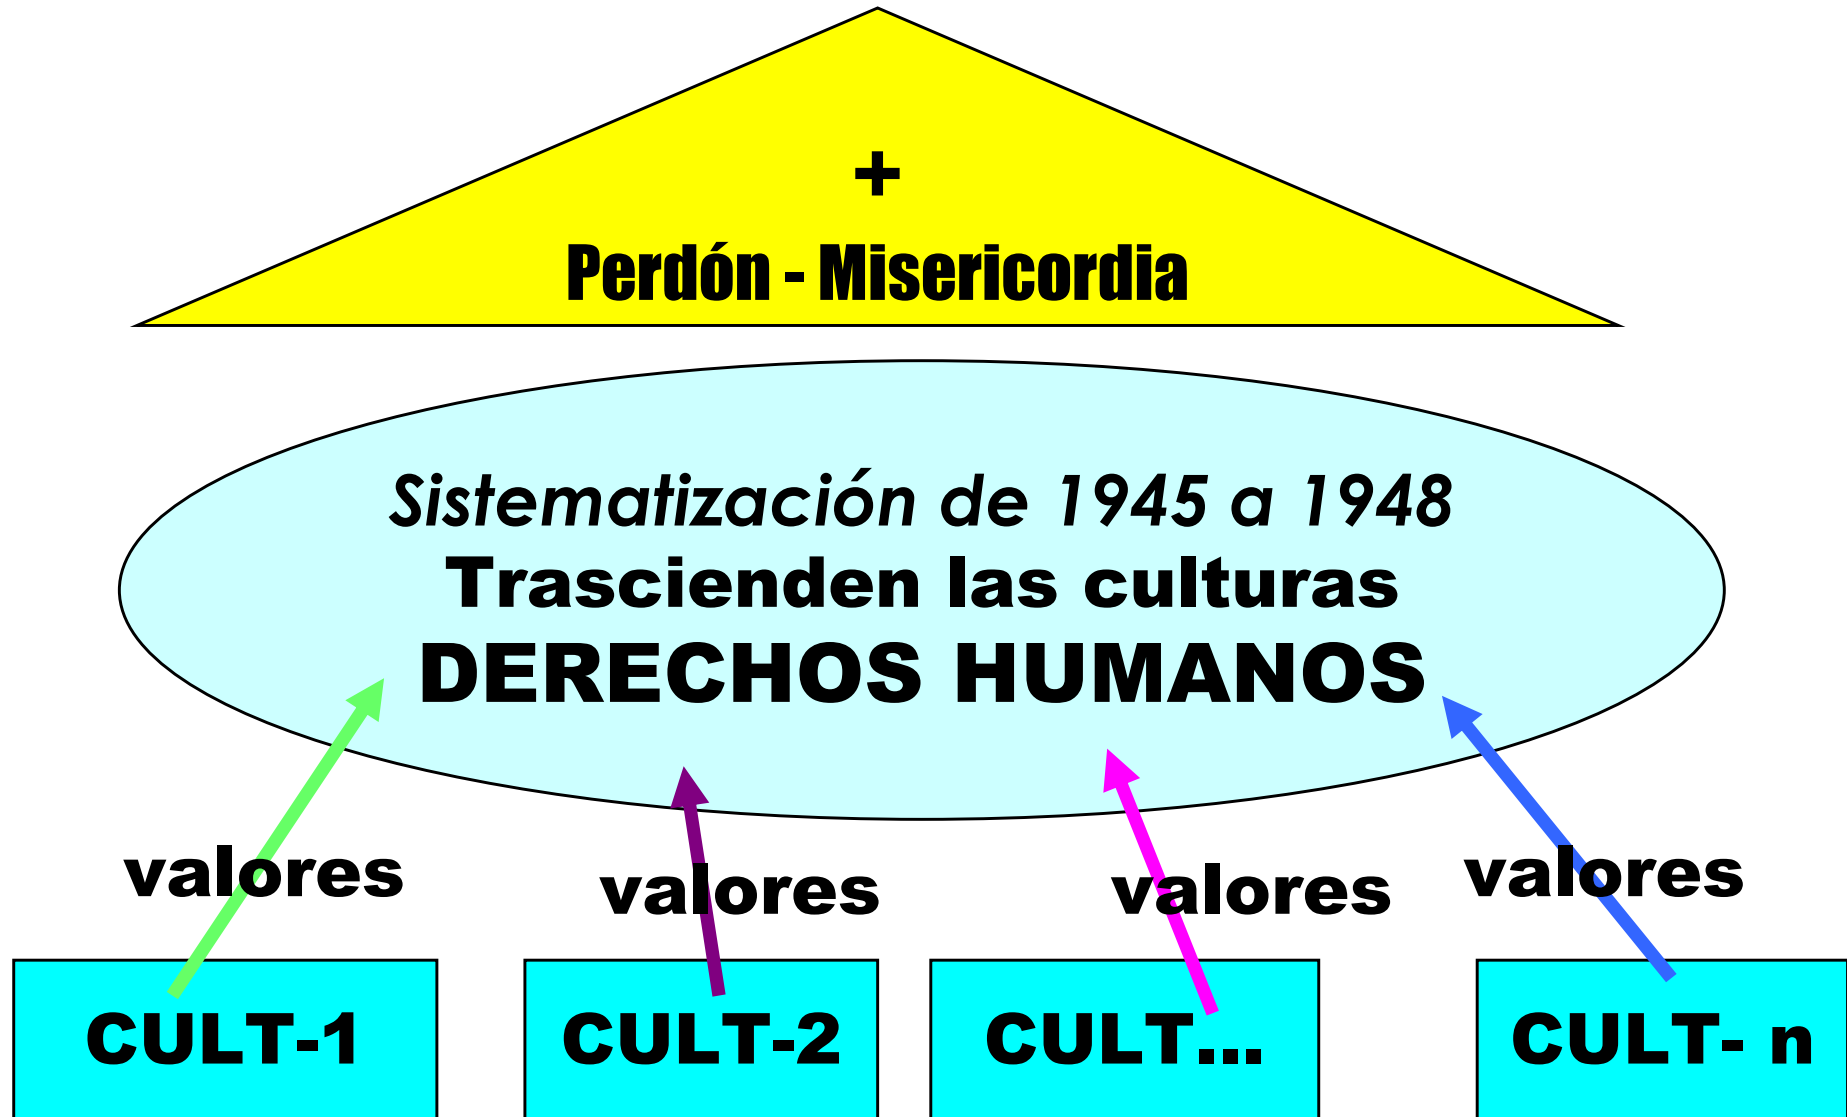 +
Perdón - Misericordia
Sistematización de 1945 a 1948
Trascienden las culturas
DERECHOS HUMANOS
valores
valores
valores
valores
CULT-1
CULT-2
CULT...
CULT- n